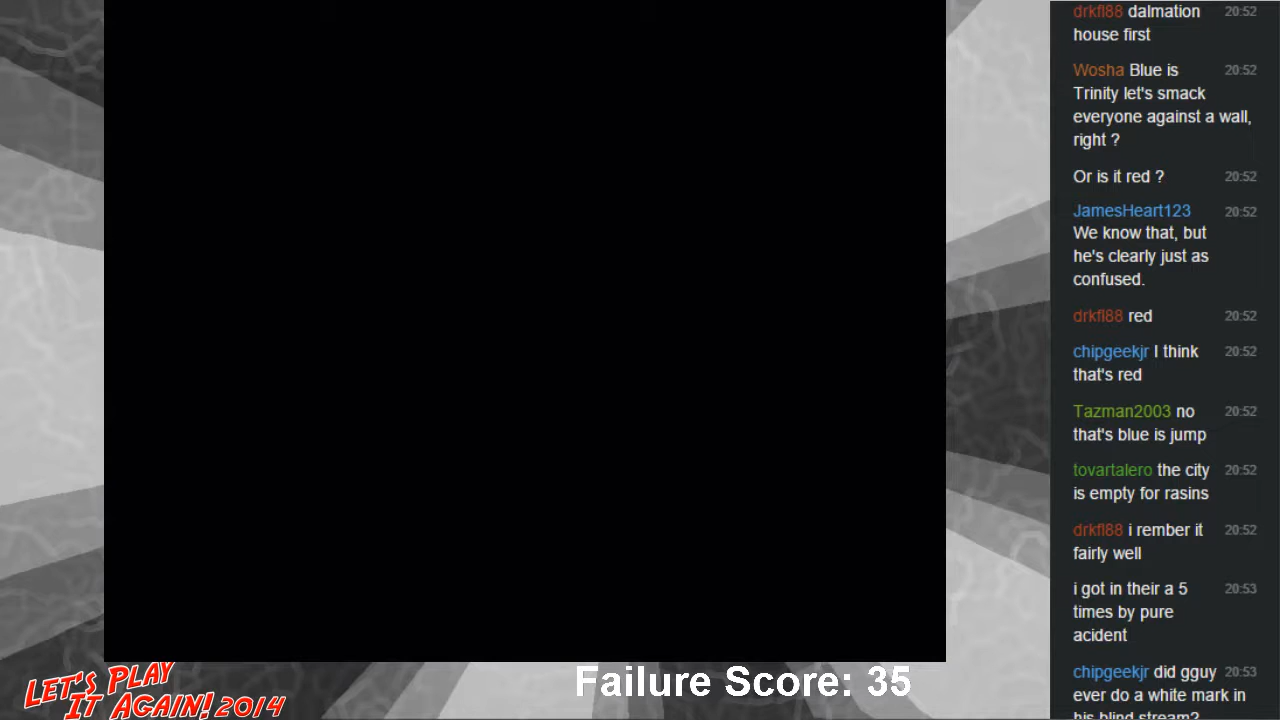 drkfl88 dalmation 20:52
house first
Wosha Blue is 20:52
Trinity let's smack
everyone against a wall,
right ?
Or is it red ? 20:52
JamesHeart123 20:52
We know that, but
he's clearly just as
confused.
drkfl88 red 20:52
chipgeekjr I think 20:52
that's red
Tazman2003 no 20:52
that's blue is jump
tovartalero the city 20:52
is empty for rasins
drkfl88 i rember it 20:52
fairly well
i got in their a 5 20:53
times by pure
acident
chipgeekjr did gguy 20:53
ever do a white mark in
his blind stream?
LET'S PLAY
IT AGAIN! 2014
Failure Score: 35